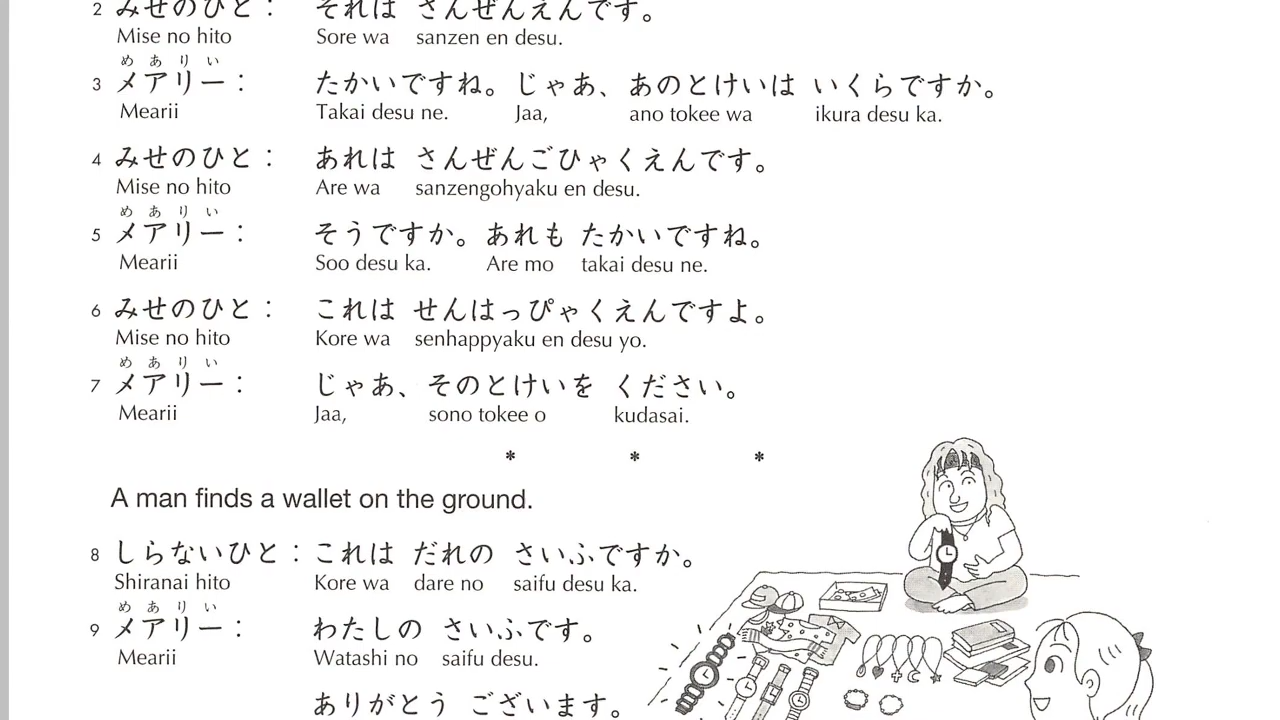 2 みせのひと： それは さんぜんえんです。
Mise no hito Sore wa sanzen en desu.
めありい
3 メアリー： たかいですね。じゃあ、あのとけいは いくらですか。
Mearii Takai desu ne. Jaa, ano tokee wa ikura desu ka.
4 みせのひと： あれは さんぜんごひゃくえんです。
Mise no hito Are wa sanzengohyaku en desu.
めありい
5 メアリー： そうですか。あれも たかいですね。
Mearii Soo desu ka. Are mo takai desu ne.
6 みせのひと： これは せんはっぴゃくえんですよ。
Mise no hito Kore wa senhappyaku en desu yo.
めありい
7 メアリー： じゃあ、そのとけいを ください。
Mearii Jaa, sono tokee o kudasai.
* * *
A man finds a wallet on the ground.
8 しらないひと：これは だれの さいふですか。
Shiranai hito Kore wa dare no saifu desu ka.
めありい
9 メアリー： わたしの さいふです。
Mearii Watashi no saifu desu.
ありがとう ございます。